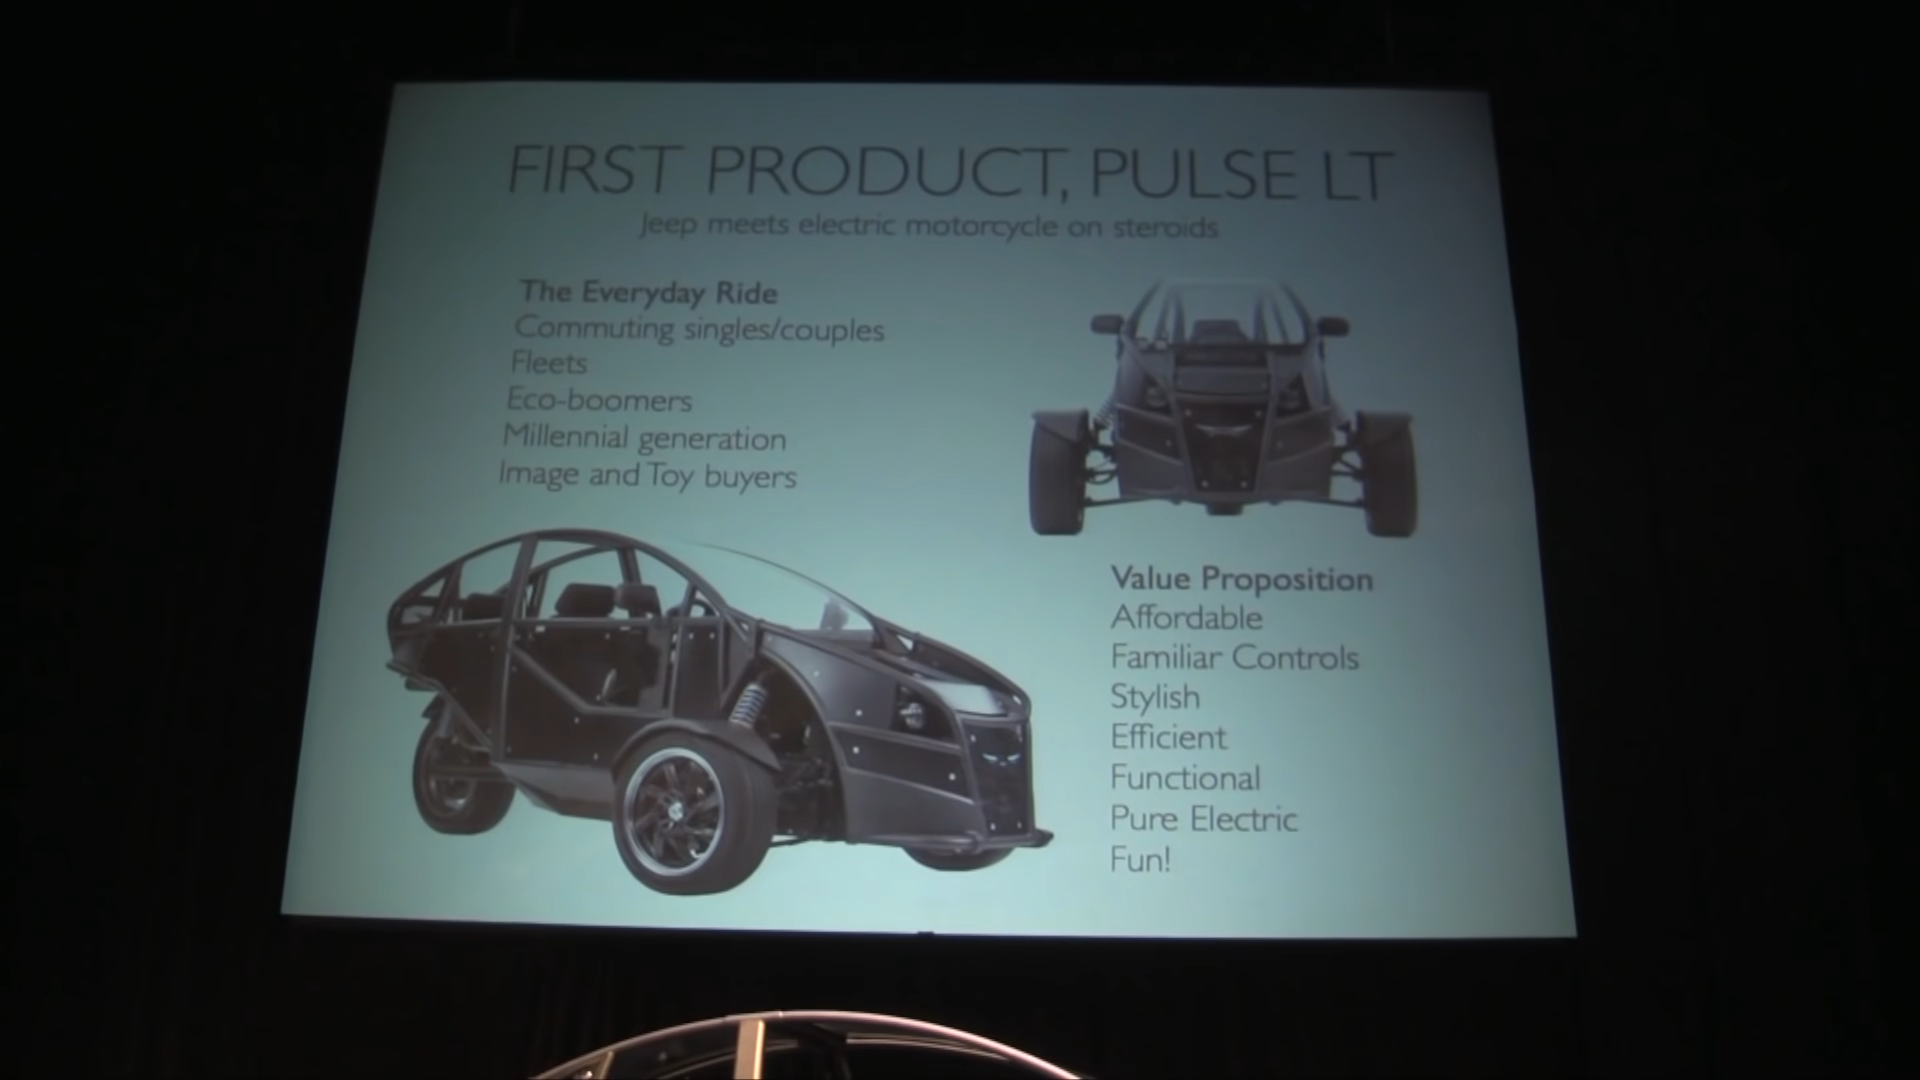 FIRST PRODUCT, PULSE LT
Jeep meets electric motorcycle on steroids
The Everyday Ride
Commuting singles/couples
Fleets
Eco-boomers
Millennial generation
Image and Toy buyers
Value Proposition
Affordable
Familiar Controls
Stylish
Efficient
Functional
Pure Electric
Fun!